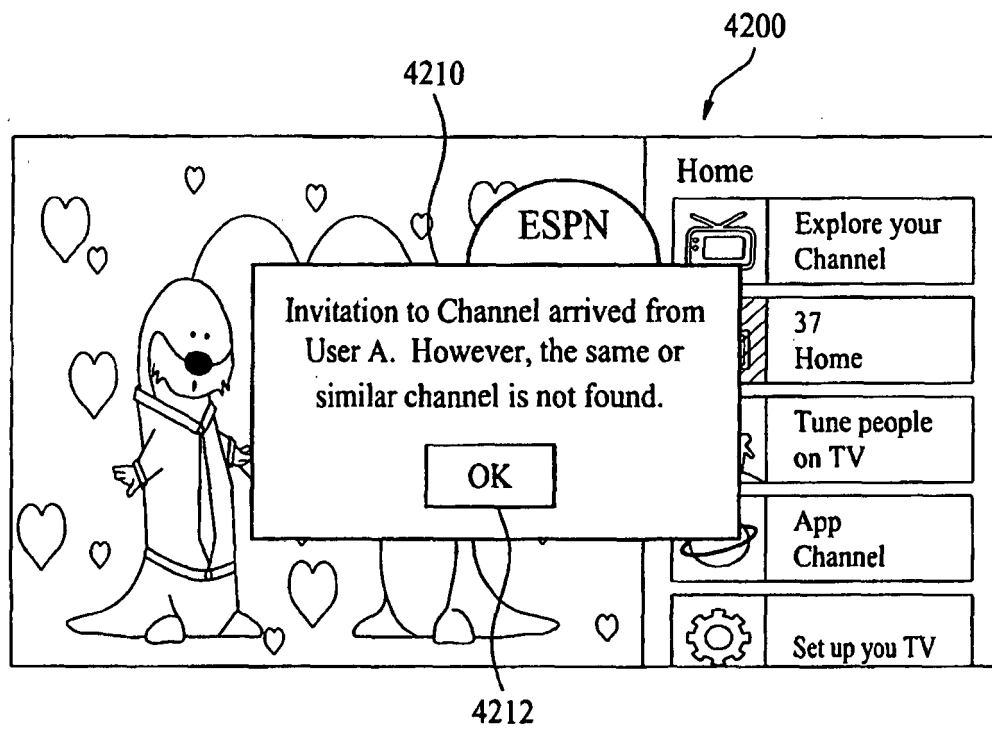 4200
4210
Home
ESPN
Explore your
Channel
Invitation to Channel arrived from
User A. However, the same or
similar channel is not found.
OK
37
Home
Tune people
on TV
App
Channel
Set up you TV
4212